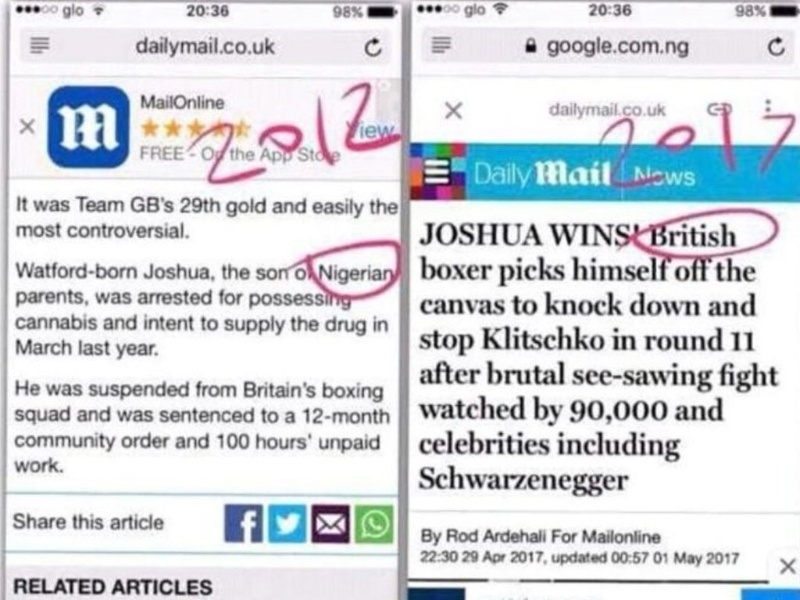 glo 20:36 98%
dailymail.co.uk
MailOnline
View
FREE - On the App Store
2012
It was Team GB's 29th gold and easily the
most controversial.
Watford-born Joshua, the son of Nigerian
parents, was arrested for possessing
cannabis and intent to supply the drug in
March last year.
He was suspended from Britain's boxing
squad and was sentenced to a 12-month
community order and 100 hours' unpaid
work.
Share this article
RELATED ARTICLES
glo 20:36 98%
google.com.ng
dailymail.co.uk
2017
Daily Mail News
JOSHUA WINS! British
boxer picks himself off the
canvas to knock down and
stop Klitschko in round 11
after brutal see-sawing fight
watched by 90,000 and
celebrities including
Schwarzenegger
By Rod Ardehali For Mailonline
22:30 29 Apr 2017, updated 00:57 01 May 2017